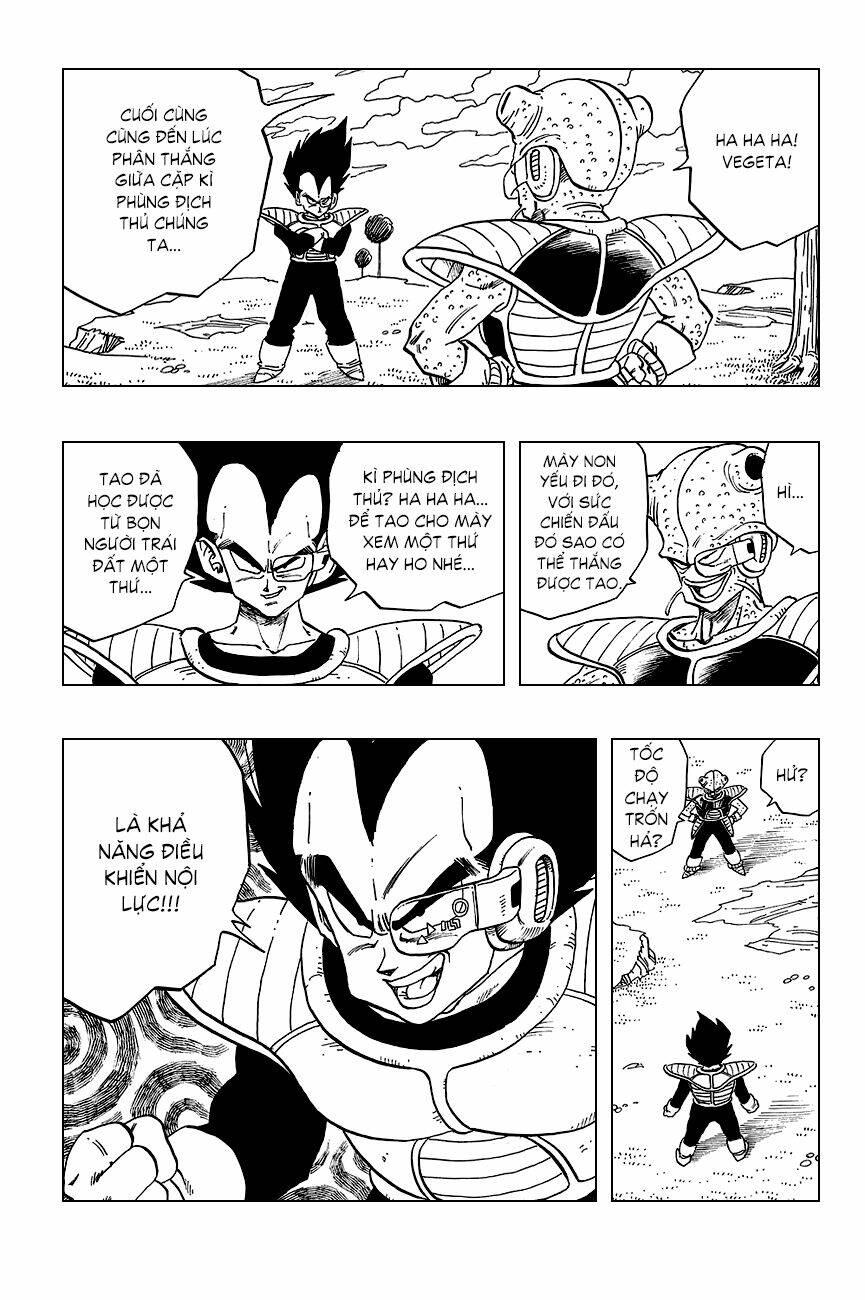 HA HA HA!
VEGETA!
CUỐI CÙNG
CŨNG ĐẾN LÚC
PHÂN THẮNG
GIỮA CẶP KÌ
PHÙNG ĐỊCH
THỦ CHÚNG
TA...
HÌ...
MÀY NON
YẾU ĐI ĐÓ,
VỚI SỨC
CHIẾN ĐẤU
ĐÓ SAO CÓ
THỂ THẮNG
ĐƯỢC TAO.
KÌ PHÙNG ĐỊCH
THỦ? HA HA HA...
ĐỂ TAO CHO MÀY
XEM MỘT THỨ
HAY HO NHÉ...
TAO ĐÃ
HỌC ĐƯỢC
TỪ BỌN
NGƯỜI TRÁI
ĐẤT MỘT
THỨ...
HỬ?
TỐC
ĐỘ
CHẠY
TRỐN
HẢ?
LÀ KHẢ
NĂNG ĐIỀU
KHIỂN NỘI
LỰC!!!